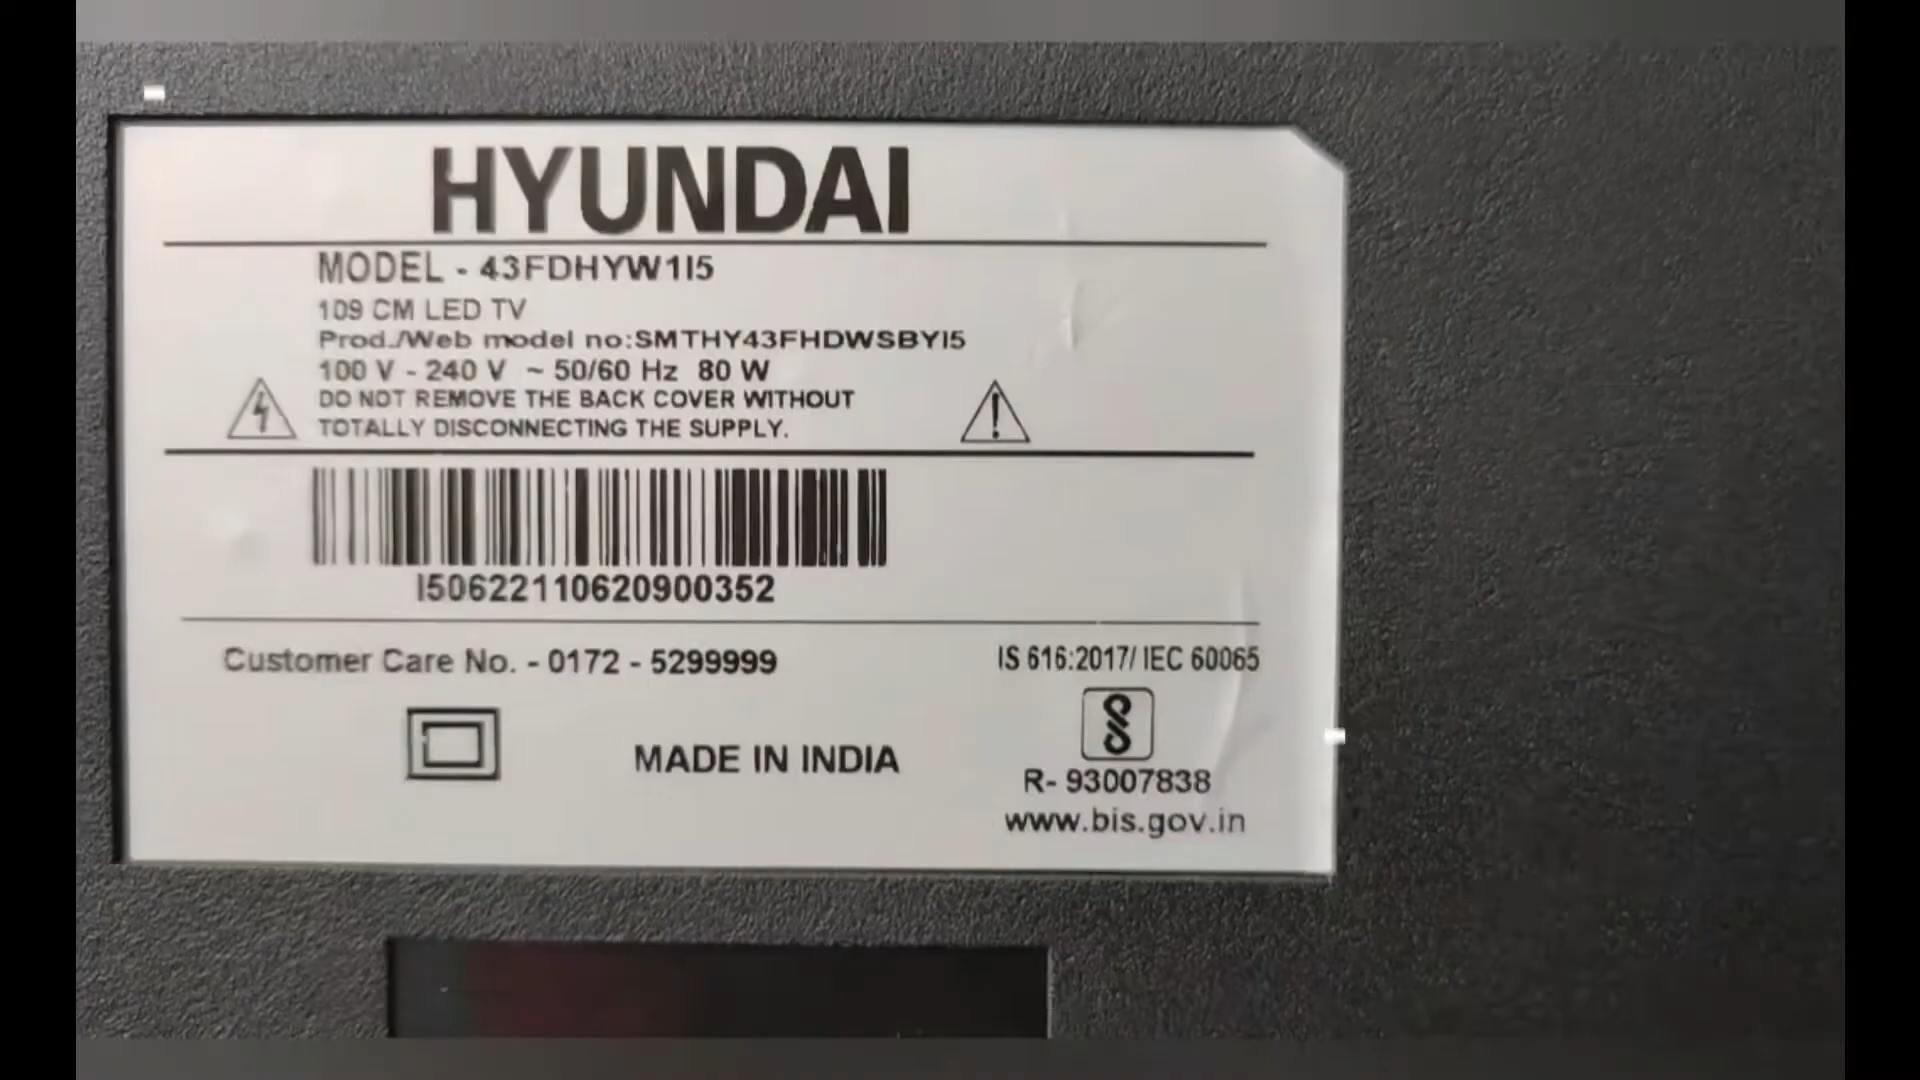 HYUNDAI
MODEL - 43FDHYW1I5
109 CM LED TV
Prod./Web model no:SMTHY43FHDWSBYI5
100 V - 240 V ~ 50/60 Hz 80 W
DO NOT REMOVE THE BACK COVER WITHOUT
TOTALLY DISCONNECTING THE SUPPLY.
I50622110620900352
Customer Care No. - 0172 - 5299999
IS 616:2017/ IEC 60065
MADE IN INDIA
R- 93007838
www.bis.gov.in